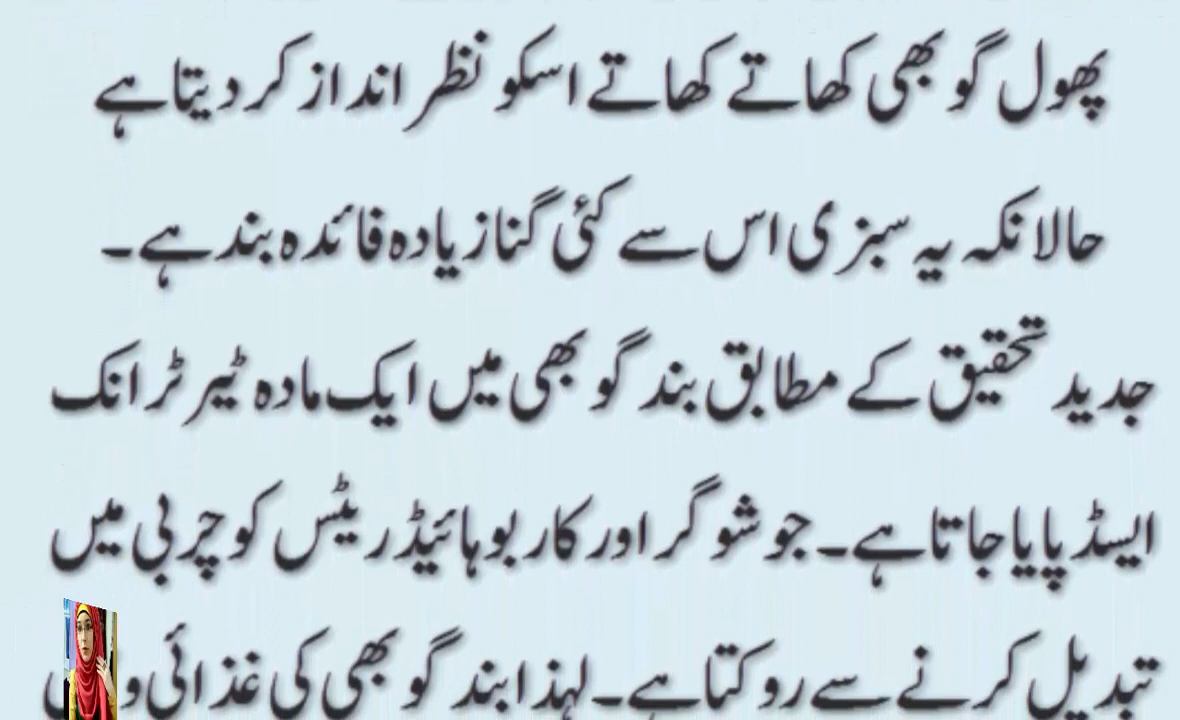 پھول گوبھی کھاتے کھاتے اسکو نظر انداز کر دیتا ہے
حالانکہ یہ سبزی اس سے کئی گنا زیادہ فائدہ بند ہے۔
جدید تحقیق کے مطابق بند گوبھی میں ایک مادہ ٹیرٹرانک
ایسڈ پایا جاتا ہے۔ جو شوگر اور کاربوہائیڈریٹس کو چربی میں
تبدیل کرنے سے روکتا ہے۔ لہذا بند گوبھی کی غذائی و